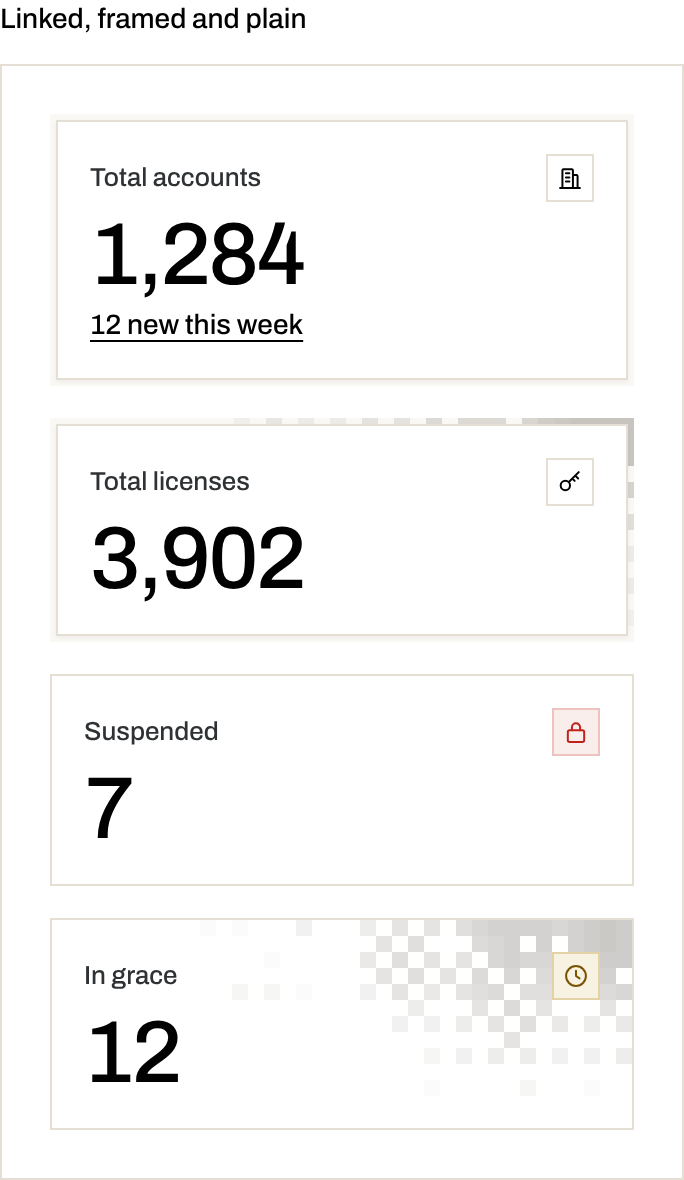 Linked, framed and plain
Total accounts
1,284
12 new this week
Total licenses
3,902
Suspended
7
In grace
12